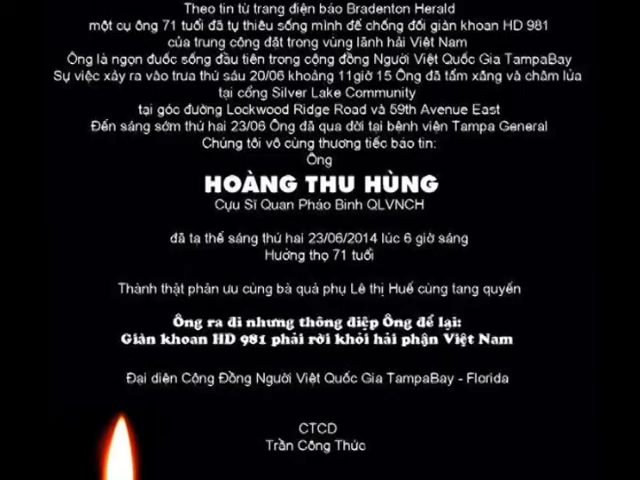 Theo tin từ trang điện báo Bradenton Herald
một cụ ông 71 tuổi đã tự thiêu sống mình để chống đối giàn khoan HD 981
của trung cộng đặt trong vùng lãnh hải Việt Nam
Ông là ngọn đuốc sống đầu tiên trong cộng đồng Người Việt Quốc Gia TampaBay
Sự việc xảy ra vào trưa thứ sáu 20/06 khoảng 11giờ 15 Ông đã tẩm xăng và châm lửa
tại cổng Silver Lake Community
tại góc đường Lockwood Ridge Road và 59th Avenue East
Đến sáng sớm thứ hai 23/06 Ông đã qua đời tại bệnh viện Tampa General
Chúng tôi vô cùng thương tiếc báo tin:
Ông
HOÀNG THU HÙNG
Cựu Sĩ Quan Pháo Binh QLVNCH
đã tạ thế sáng thứ hai 23/06/2014 lúc 6 giờ sáng
Hưởng thọ 71 tuổi
Thành thật phân ưu cùng bà quả phụ Lê thị Huế cùng tang quyến
Ông ra đi nhưng thông điệp Ông để lại:
Giàn khoan HD 981 phải rời khỏi hải phận Việt Nam
Đại diện Cộng Đồng Người Việt Quốc Gia TampaBay - Florida
CTCD
Trần Công Thức